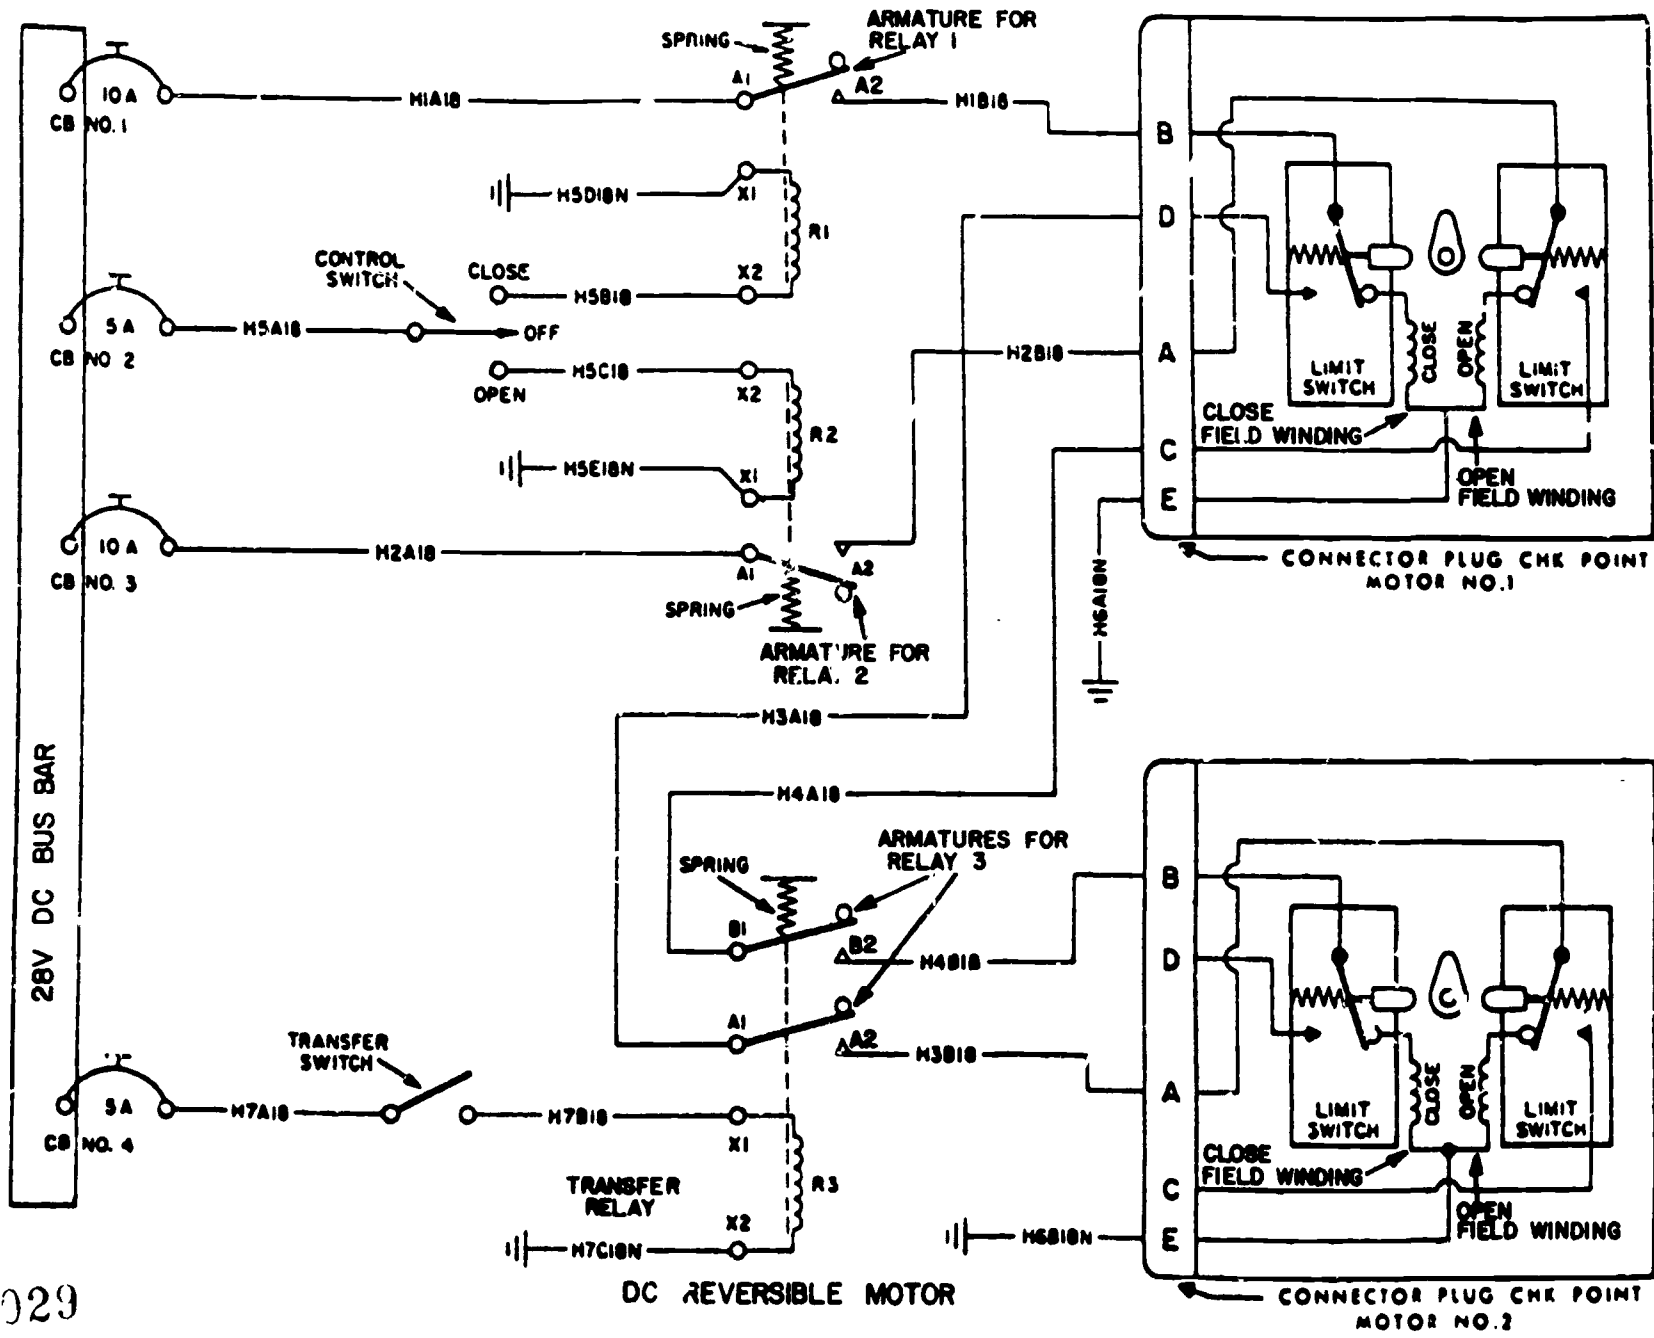 ARMATURE FOR
RELAY 1
SPRING
A1
A2
10 A
CB NO. 1
H1A18
H1B18
H5D18N
X1
R1
X2
CONTROL
SWITCH
CLOSE
H5B18
5 A
CB NO 2
H5A18
OFF
OPEN
H5C18
X2
R2
H5E18N
X1
10 A
CB NO. 3
H2A18
A1
A2
SPRING
H2B18
H6A18N
H3A18
H4A18
ARMATURES FOR
RELAY 3
SPRING
B1
B2
H4B18
A1
A2
H3B18
28V DC BUS BAR
TRANSFER
SWITCH
5 A
CB NO. 4
H7A18
H7B18
X1
R3
TRANSFER
RELAY
X2
H7C18N
H6B18N
DC REVERSIBLE MOTOR
B
D
A
C
E
LIMIT
SWITCH
CLOSE
OPEN
LIMIT
SWITCH
CLOSE
FIELD WINDING
OPEN
FIELD WINDING
CONNECTOR PLUG CHK POINT
MOTOR NO.1
B
D
A
C
E
LIMIT
SWITCH
CLOSE
OPEN
LIMIT
SWITCH
CLOSE
FIELD WINDING
OPEN
FIELD WINDING
CONNECTOR PLUG CHK POINT
MOTOR NO.2
029